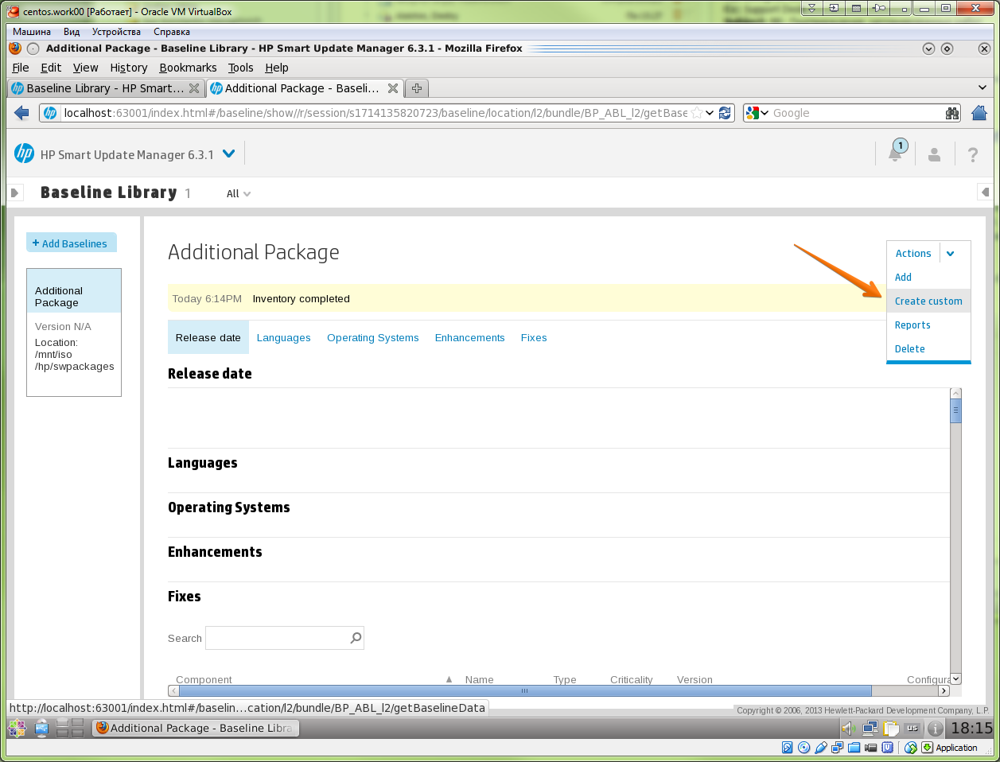 centos.work00 [Работает] - Oracle VM VirtualBox
Машина Вид Устройства Справка
Additional Package - Baseline Library - HP Smart Update Manager 6.3.1 - Mozilla Firefox
File Edit View History Bookmarks Tools Help
hp Baseline Library - HP Smart... hp Additional Package - Baseli...
hp localhost:63001/index.html#/baseline/show//r/session/s1714135820723/baseline/location/l2/bundle/BP_ABL_l2/getBase Google
hp HP Smart Update Manager 6.3.1 1 ?
Baseline Library 1 All
+ Add Baselines
Additional
Package
Version N/A
Location:
/mnt/iso
/hp/swpackages
Additional Package
Actions
Add
Create custom
Reports
Delete
Today 6:14PM Inventory completed
Release date Languages Operating Systems Enhancements Fixes
Release date
Languages
Operating Systems
Enhancements
Fixes
Search
Component Name Type Criticality Version Configura
http://localhost:63001/index.html#/baselin...cation/l2/bundle/BP_ABL_l2/getBaselineData
Copyright © 2006, 2013 Hewlett-Packard Development Company, L.P.
Additional Package - Baseline Libra us 18:15
Application